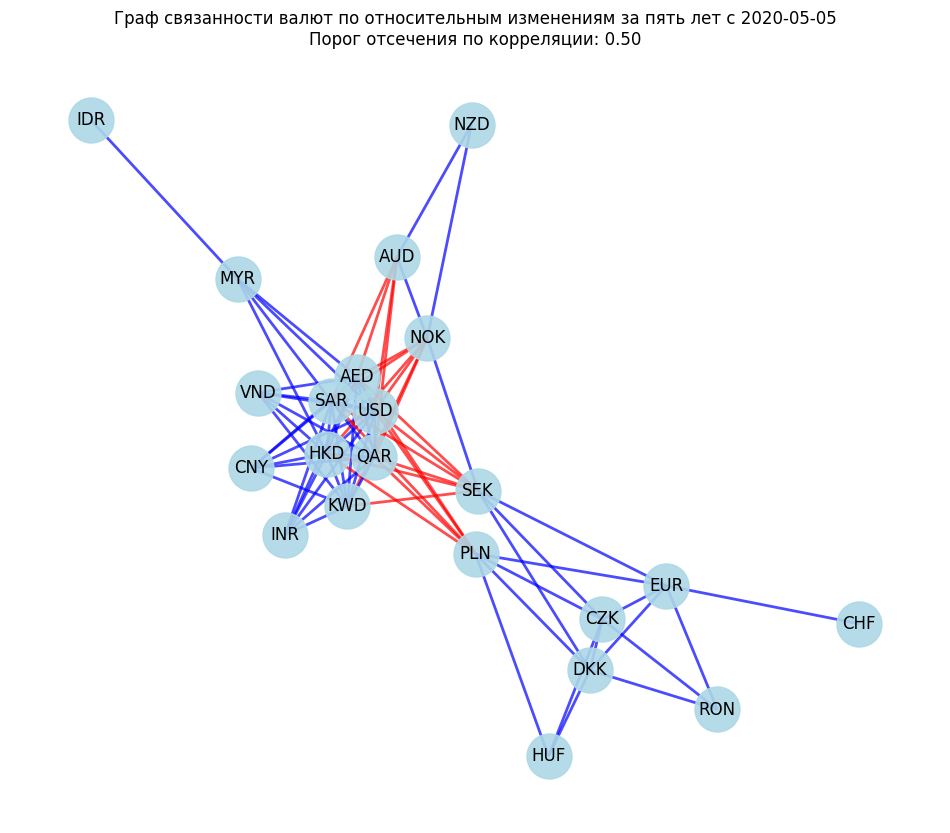 Граф связанности валют по относительным изменениям за пять лет с 2020-05-05
Порог отсечения по корреляции: 0.50
IDR
NZD
AUD
MYR
NOK
AED
VND
SAR
USD
HKD
QAR
CNY
SEK
KWD
INR
PLN
EUR
CZK
CHF
DKK
RON
HUF